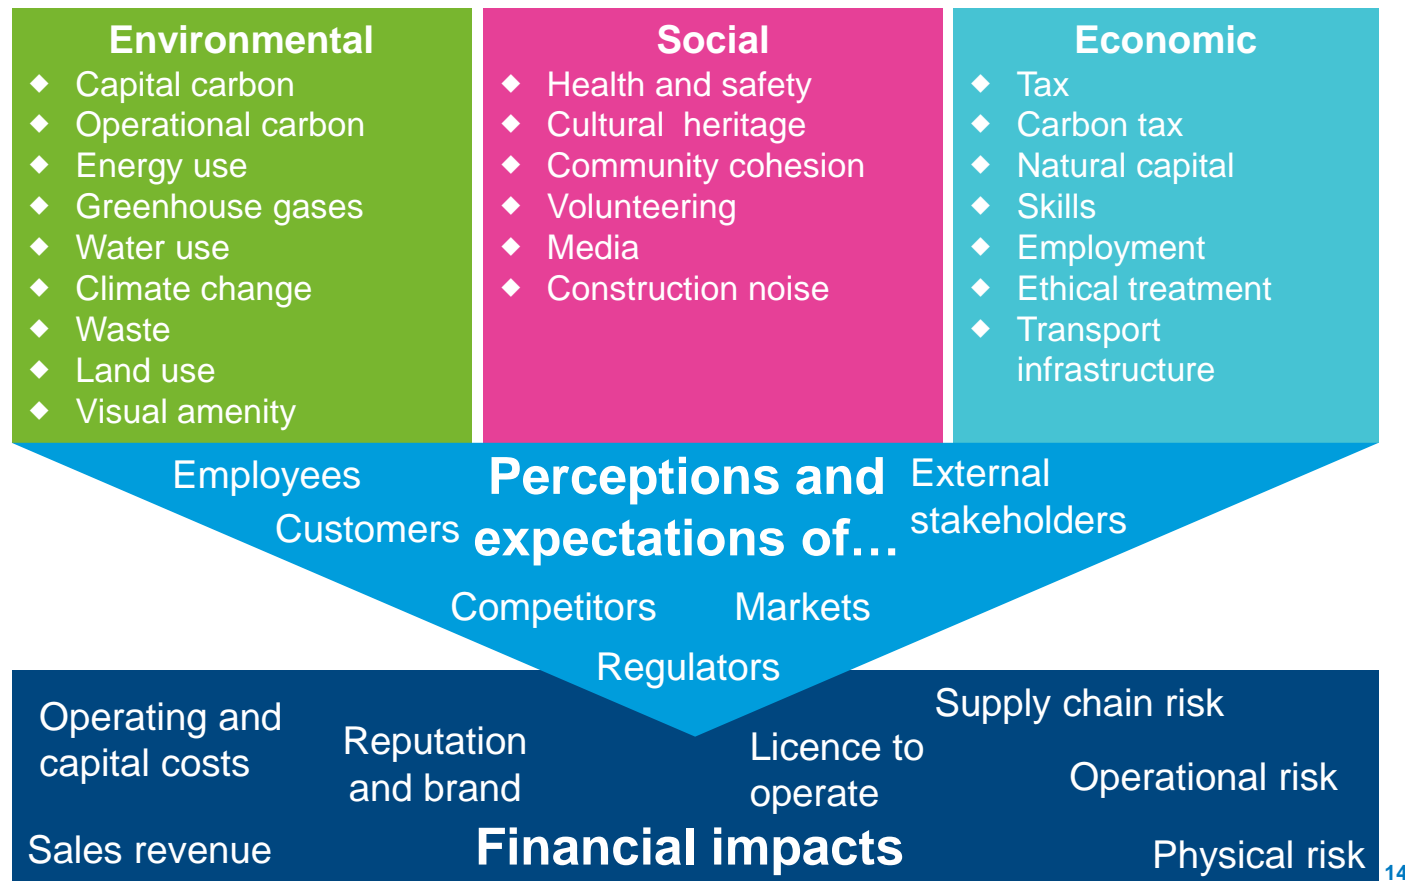 Environmental
◆ Capital carbon
◆ Operational carbon
◆ Energy use
◆ Greenhouse gases
◆ Water use
◆ Climate change
◆ Waste
◆ Land use
◆ Visual amenity
Social
◆ Health and safety
◆ Cultural  heritage
◆ Community cohesion
◆ Volunteering
◆ Media
◆ Construction noise
Economic
◆ Tax
◆ Carbon tax
◆ Natural capital
◆ Skills
◆ Employment
◆ Ethical treatment
◆ Transport
infrastructure
Perceptions and
expectations of…
Employees
Customers
External
stakeholders
Competitors
Markets
Regulators
Operating and
capital costs
Reputation
and brand
Licence to
operate
Supply chain risk
Operational risk
Sales revenue
Financial impacts
Physical risk
14